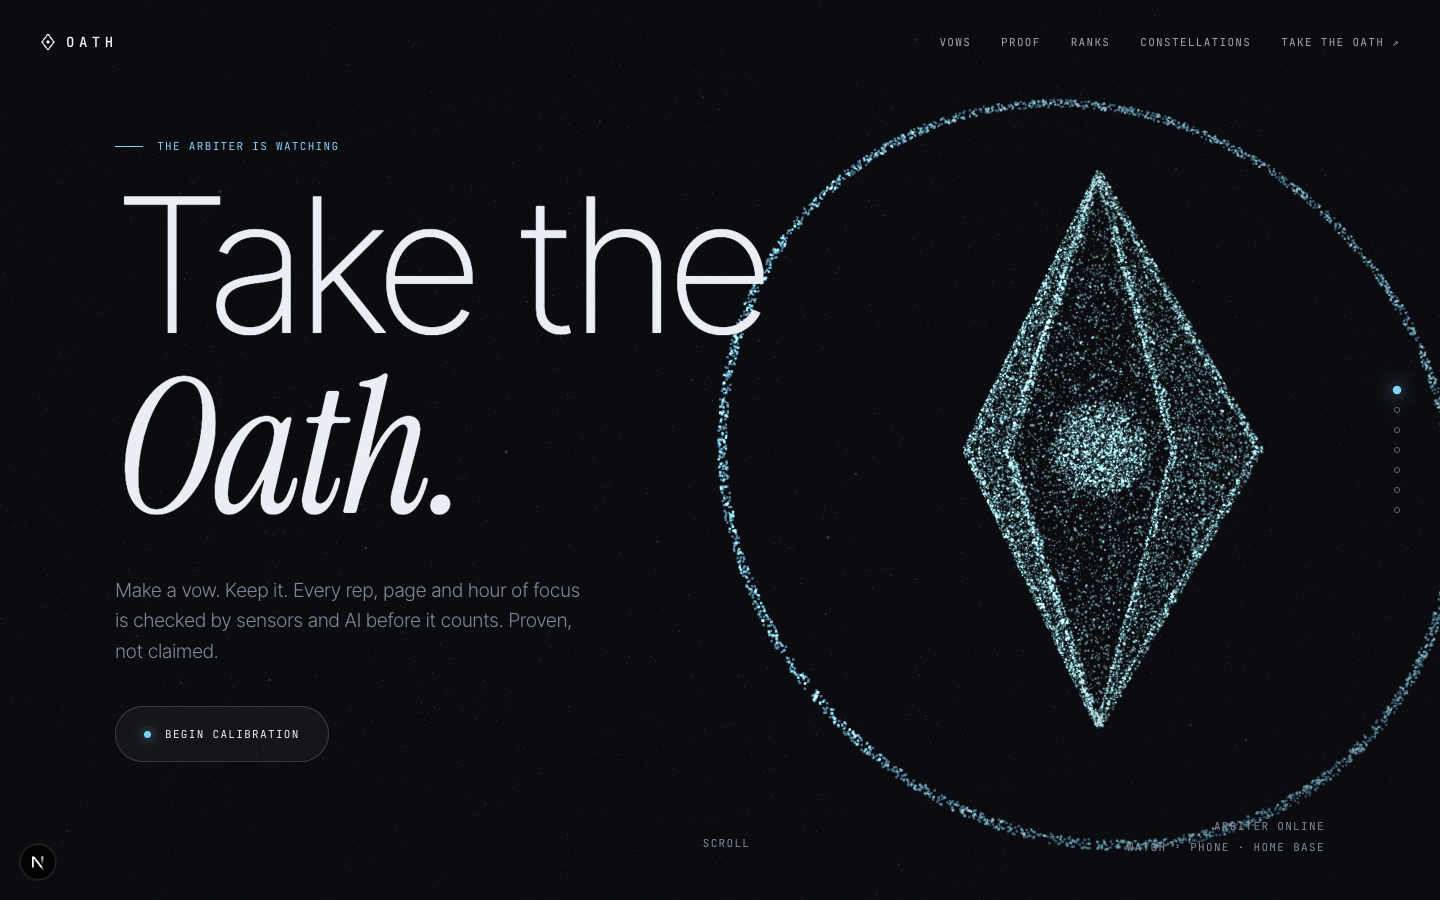 OATH
VOWS PROOF RANKS CONSTELLATIONS TAKE THE OATH ↗
THE ARBITER IS WATCHING
Take the
Oath.
Make a vow. Keep it. Every rep, page and hour of focus
is checked by sensors and AI before it counts. Proven,
not claimed.
BEGIN CALIBRATION
SCROLL
ARBITER ONLINE
WATCH · PHONE · HOME BASE
N